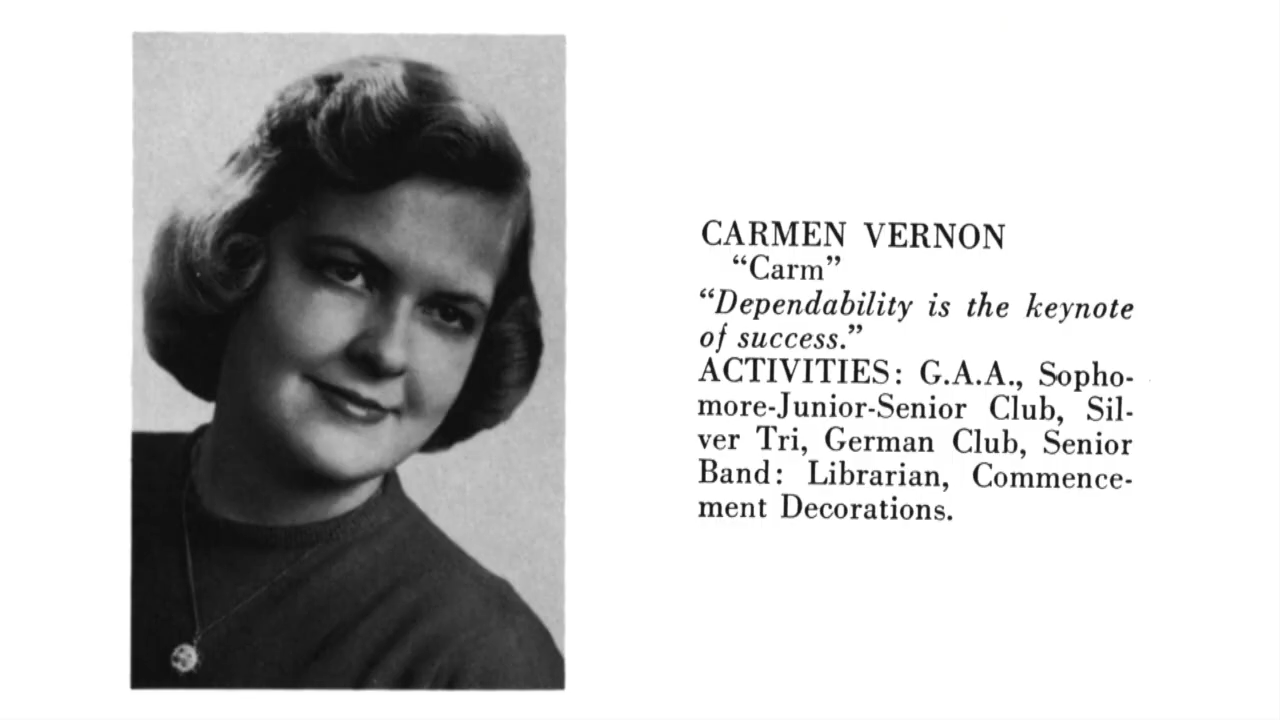 CARMEN VERNON
“Carm”
“Dependability is the keynote
of success.”
ACTIVITIES: G.A.A., Sopho-
more-Junior-Senior Club, Sil-
ver Tri, German Club, Senior
Band: Librarian, Commence-
ment Decorations.